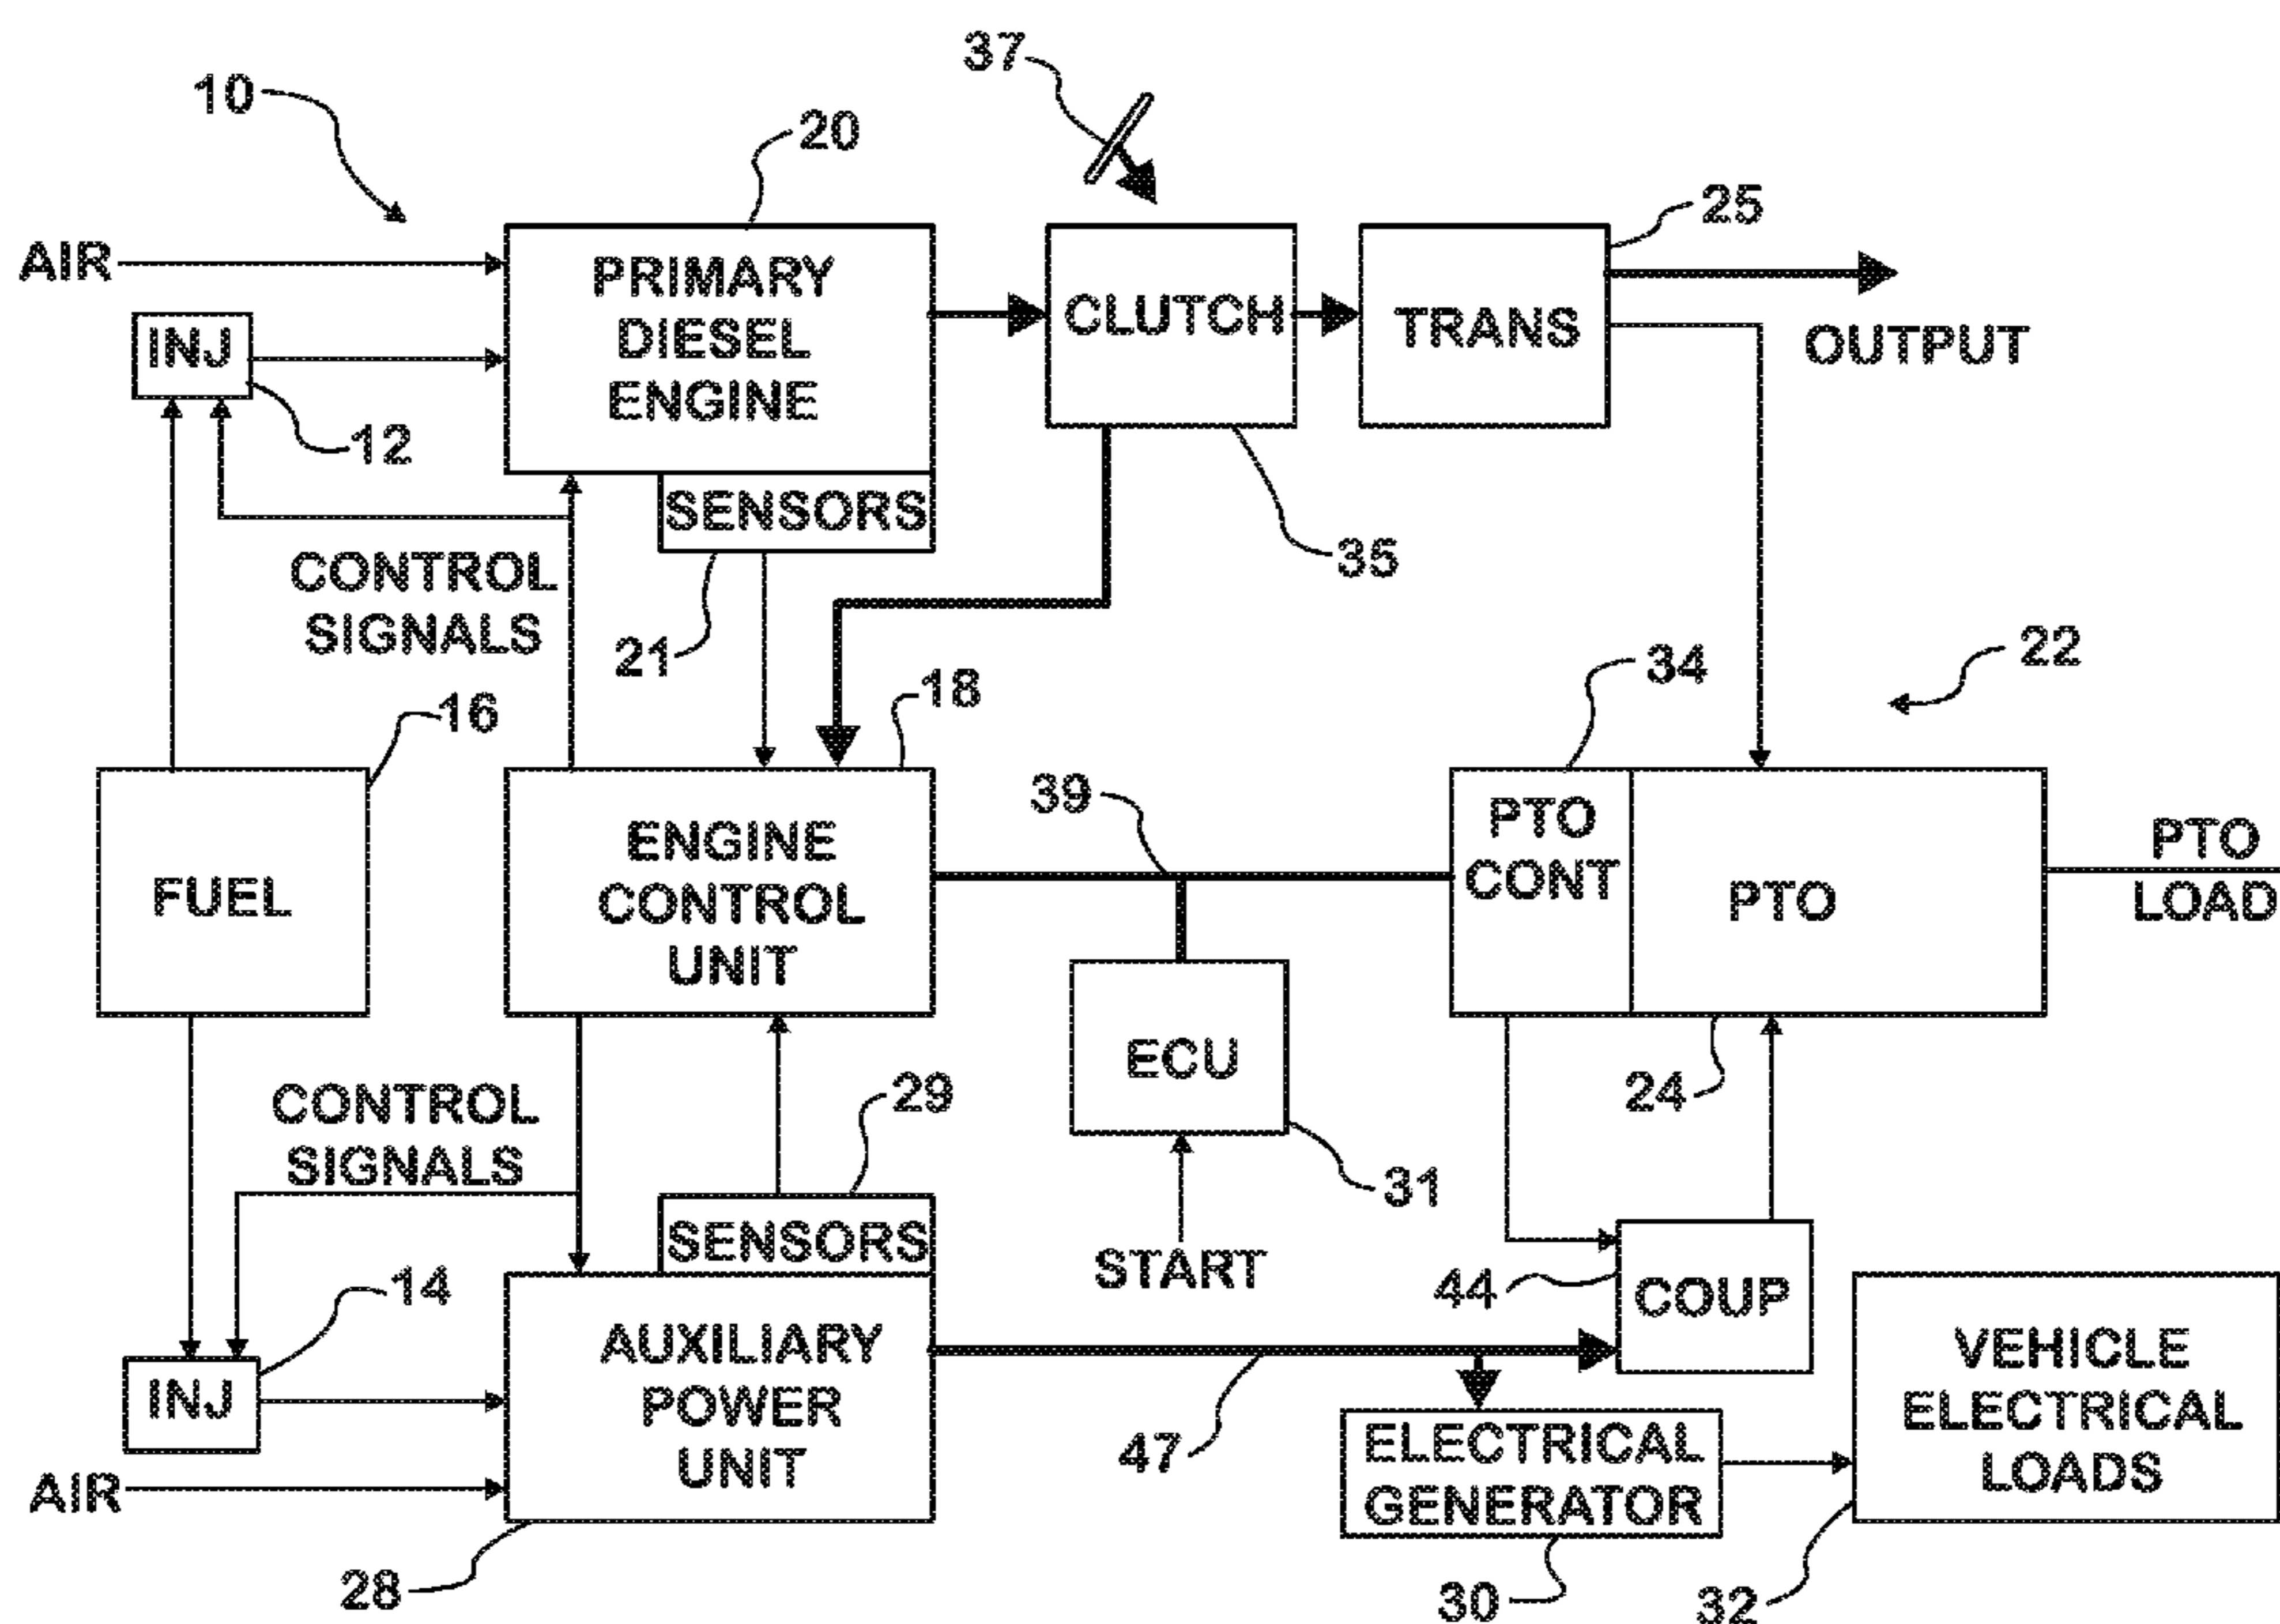 37
10
20
25
AIR
PRIMARY
DIESEL
ENGINE
CLUTCH
TRANS
OUTPUT
INJ
12
SENSORS
35
CONTROL
SIGNALS
21
18
34
22
16
39
PTO
CONT
PTO
PTO
LOAD
FUEL
ENGINE
CONTROL
UNIT
ECU
24
CONTROL
SIGNALS
29
31
SENSORS
START
44
COUP
14
INJ
AUXILIARY
POWER
UNIT
47
VEHICLE
ELECTRICAL
LOADS
ELECTRICAL
GENERATOR
AIR
28
30
32